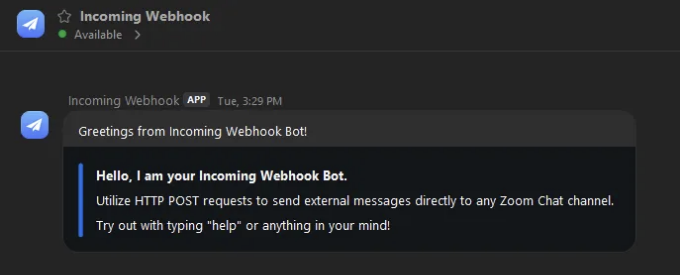 Incoming Webhook
Available
Incoming Webhook APP Tue, 3:29 PM
Greetings from Incoming Webhook Bot!
Hello, I am your Incoming Webhook Bot.
Utilize HTTP POST requests to send external messages directly to any Zoom Chat channel.
Try out with typing "help" or anything in your mind!